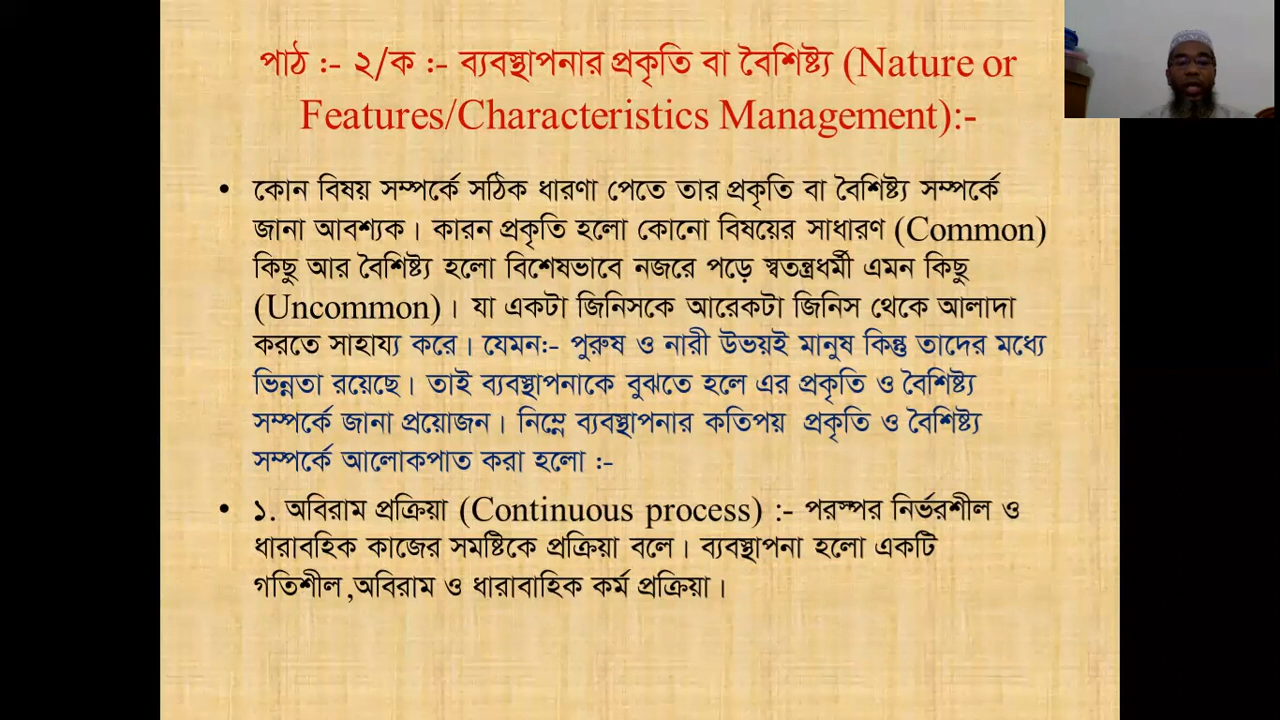 পাঠ :- ২/ক :- ব্যবস্থাপনার প্রকৃতি বা বৈশিষ্ট্য (Nature or
Features/Characteristics Management):-
• কোন বিষয় সম্পর্কে সঠিক ধারণা পেতে তার প্রকৃতি বা বৈশিষ্ট্য সম্পর্কে
জানা আবশ্যক। কারন প্রকৃতি হলো কোনো বিষয়ের সাধারণ (Common)
কিছু আর বৈশিষ্ট্য হলো বিশেষভাবে নজরে পড়ে স্বতন্ত্রধর্মী এমন কিছু
(Uncommon)। যা একটা জিনিসকে আরেকটা জিনিস থেকে আলাদা
করতে সাহায্য করে। যেমন:- পুরুষ ও নারী উভয়ই মানুষ কিন্তু তাদের মধ্যে
ভিন্নতা রয়েছে। তাই ব্যবস্থাপনাকে বুঝতে হলে এর প্রকৃতি ও বৈশিষ্ট্য
সম্পর্কে জানা প্রয়োজন। নিম্নে ব্যবস্থাপনার কতিপয় প্রকৃতি ও বৈশিষ্ট্য
সম্পর্কে আলোকপাত করা হলো :-
• ১. অবিরাম প্রক্রিয়া (Continuous process) :- পরস্পর নির্ভরশীল ও
ধারাবহিক কাজের সমষ্টিকে প্রক্রিয়া বলে। ব্যবস্থাপনা হলো একটি
গতিশীল,অবিরাম ও ধারাবাহিক কর্ম প্রক্রিয়া।